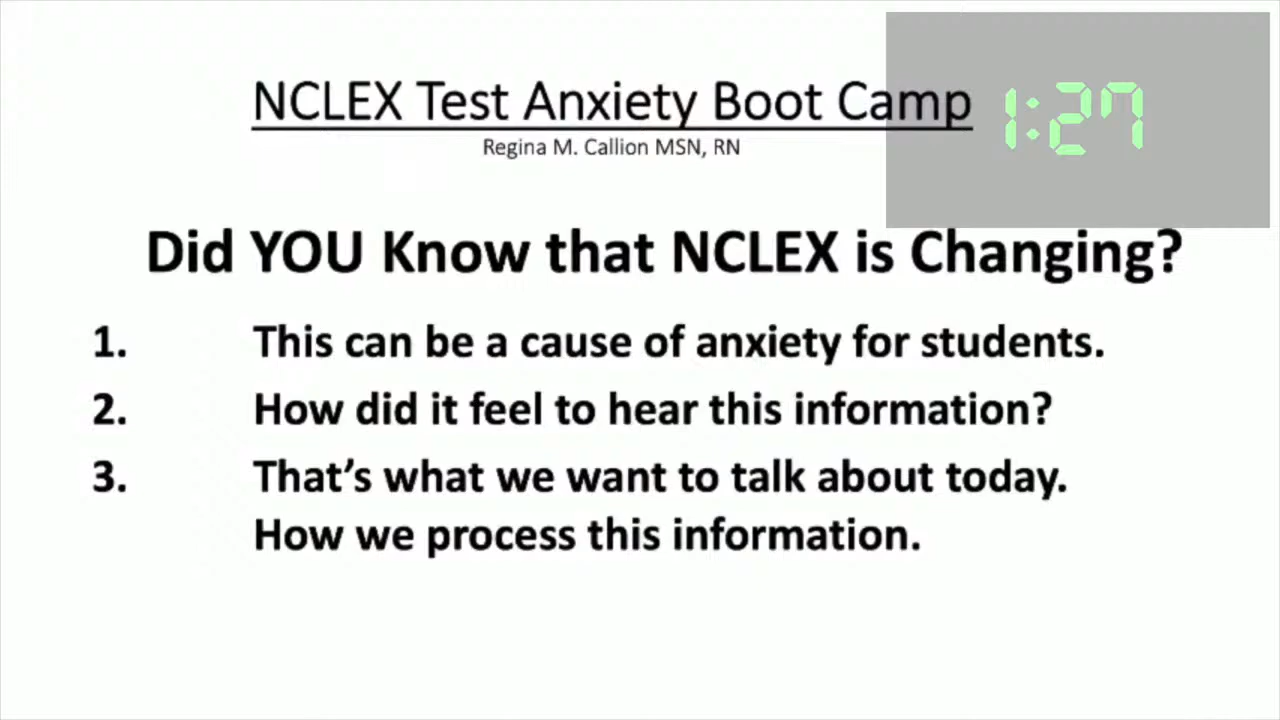 NCLEX Test Anxiety Boot Camp
1:27
Regina M. Callion MSN, RN
Did YOU Know that NCLEX is Changing?
1. This can be a cause of anxiety for students.
2. How did it feel to hear this information?
3. That's what we want to talk about today.
How we process this information.